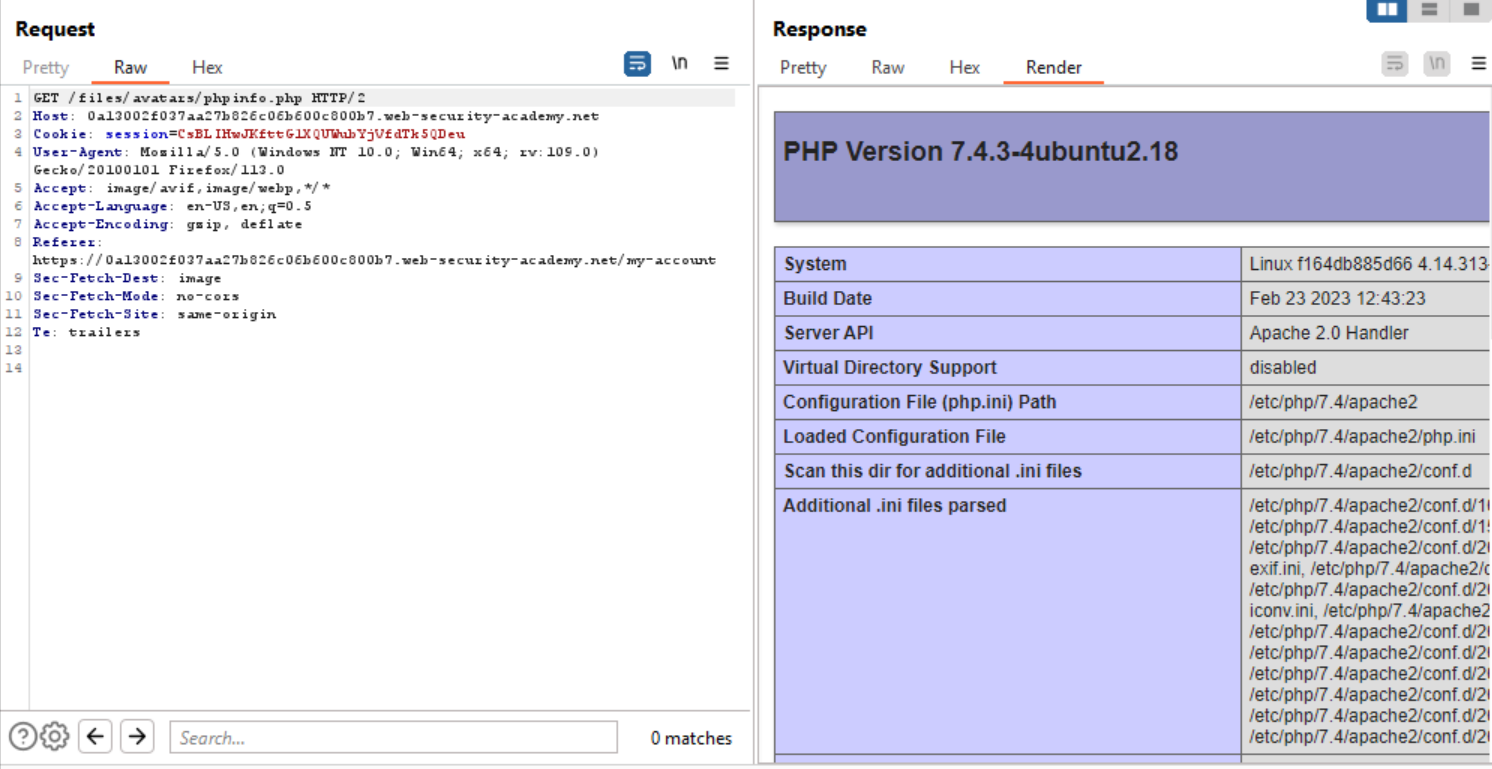 Request
Pretty Raw Hex
\n
1 GET /files/avatars/phpinfo.php HTTP/2
2 Host: 0a13002f037aa27b826c06b600c800b7.web-security-academy.net
3 Cookie: session=CsBLIHwJKfttGlXQUWubYjVfdTk5QDeu
4 User-Agent: Mozilla/5.0 (Windows NT 10.0; Win64; x64; rv:109.0)
Gecko/20100101 Firefox/113.0
5 Accept: image/avif,image/webp,*/*
6 Accept-Language: en-US,en;q=0.5
7 Accept-Encoding: gzip, deflate
8 Referer:
https://0a13002f037aa27b826c06b600c800b7.web-security-academy.net/my-account
9 Sec-Fetch-Dest: image
10 Sec-Fetch-Mode: no-cors
11 Sec-Fetch-Site: same-origin
12 Te: trailers
13
14
Search...
0 matches
Response
Pretty Raw Hex Render
\n
PHP Version 7.4.3-4ubuntu2.18
System Linux f164db885d66 4.14.313-
Build Date Feb 23 2023 12:43:23
Server API Apache 2.0 Handler
Virtual Directory Support disabled
Configuration File (php.ini) Path /etc/php/7.4/apache2
Loaded Configuration File /etc/php/7.4/apache2/php.ini
Scan this dir for additional .ini files /etc/php/7.4/apache2/conf.d
Additional .ini files parsed /etc/php/7.4/apache2/conf.d/1
/etc/php/7.4/apache2/conf.d/1
/etc/php/7.4/apache2/conf.d/2
exif.ini, /etc/php/7.4/apache2/
/etc/php/7.4/apache2/conf.d/2
iconv.ini, /etc/php/7.4/apache2
/etc/php/7.4/apache2/conf.d/2
/etc/php/7.4/apache2/conf.d/2
/etc/php/7.4/apache2/conf.d/2
/etc/php/7.4/apache2/conf.d/2
/etc/php/7.4/apache2/conf.d/2
/etc/php/7.4/apache2/conf.d/2